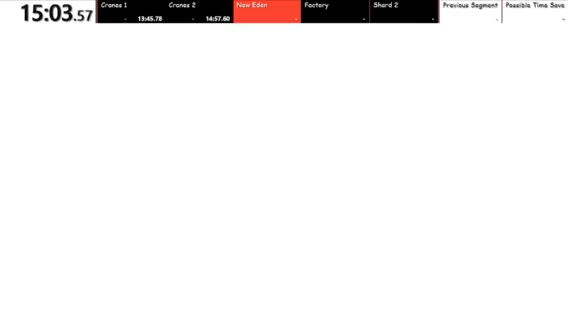 15:03.57
Cranes 1 Cranes 2 New Eden Factory Shard 2 Previous Segment Possible Time Save
- 13:45.78 - 14:57.60 - - - - -